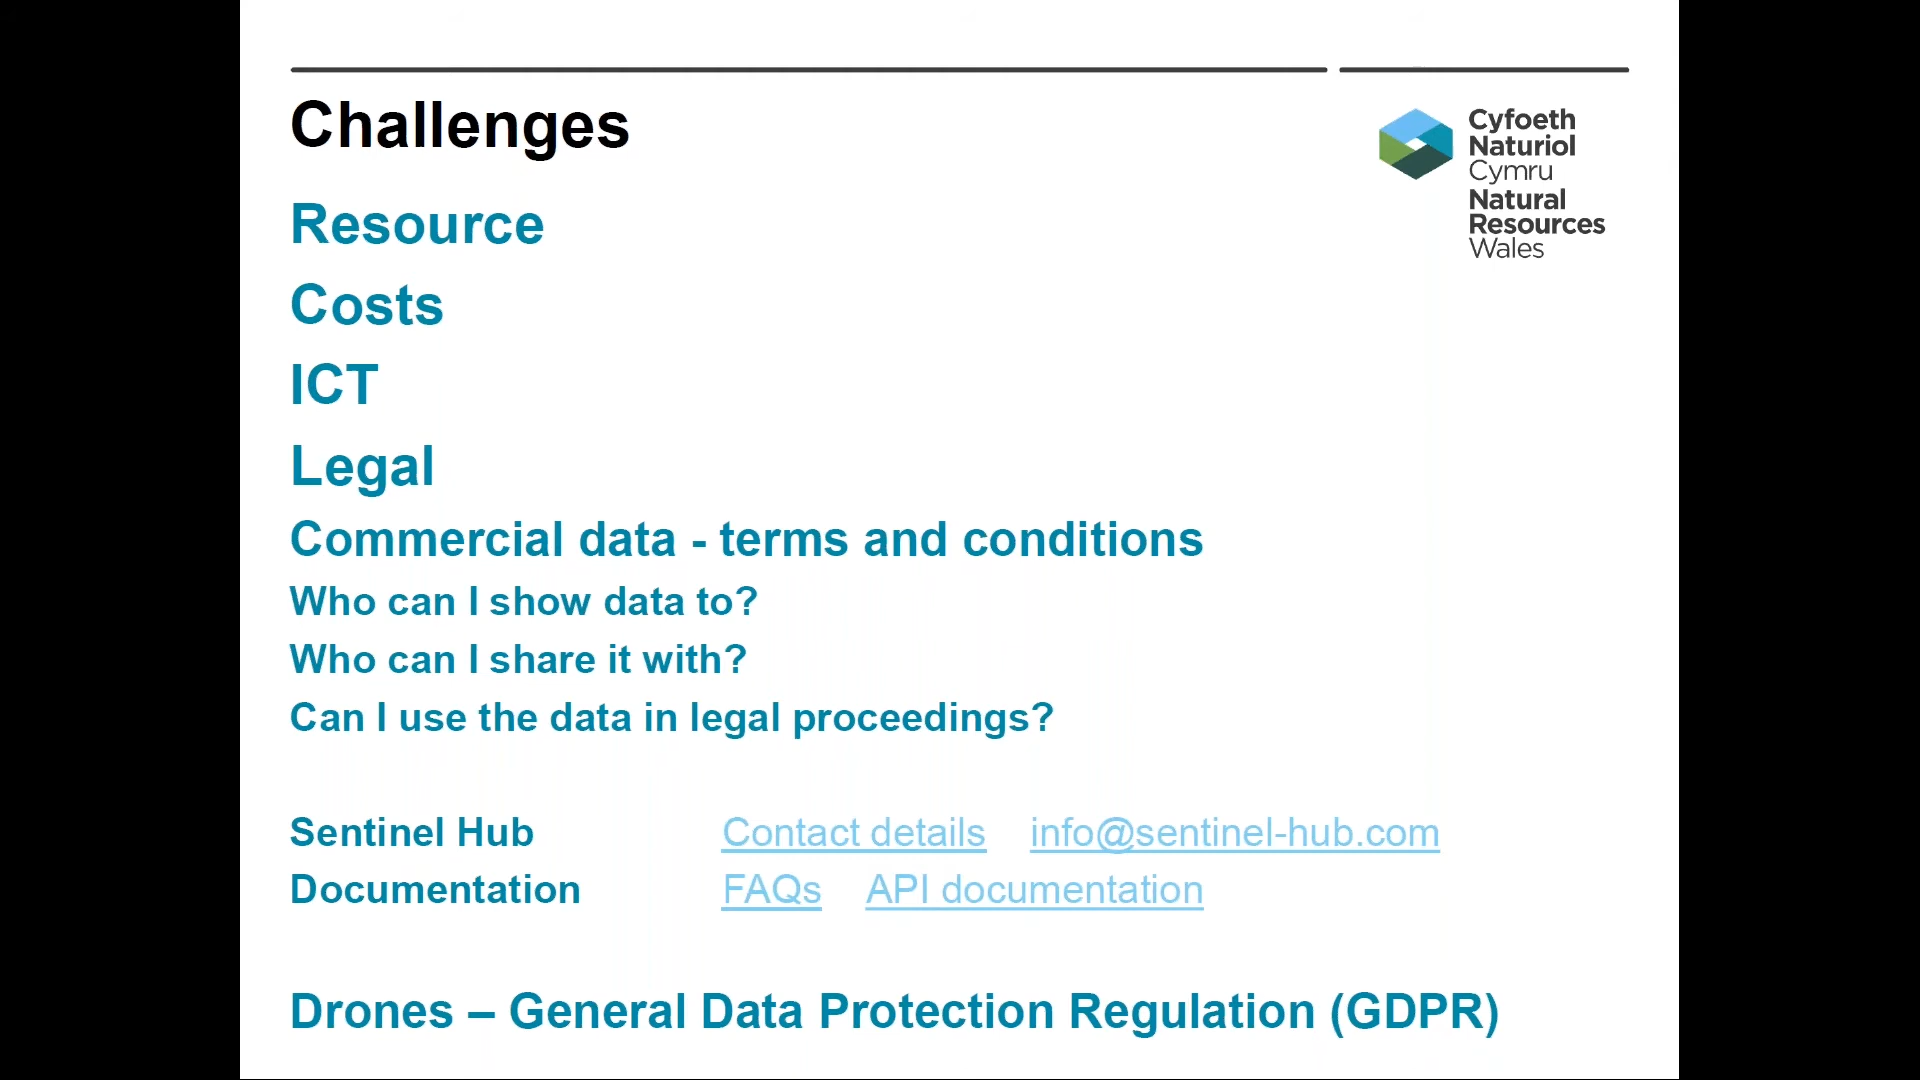 Challenges
Cyfoeth
Naturiol
Cymru
Natural
Resources
Wales
Resource
Costs
ICT
Legal
Commercial data - terms and conditions
Who can I show data to?
Who can I share it with?
Can I use the data in legal proceedings?
Sentinel Hub Contact details info@sentinel-hub.com
Documentation FAQs API documentation
Drones – General Data Protection Regulation (GDPR)